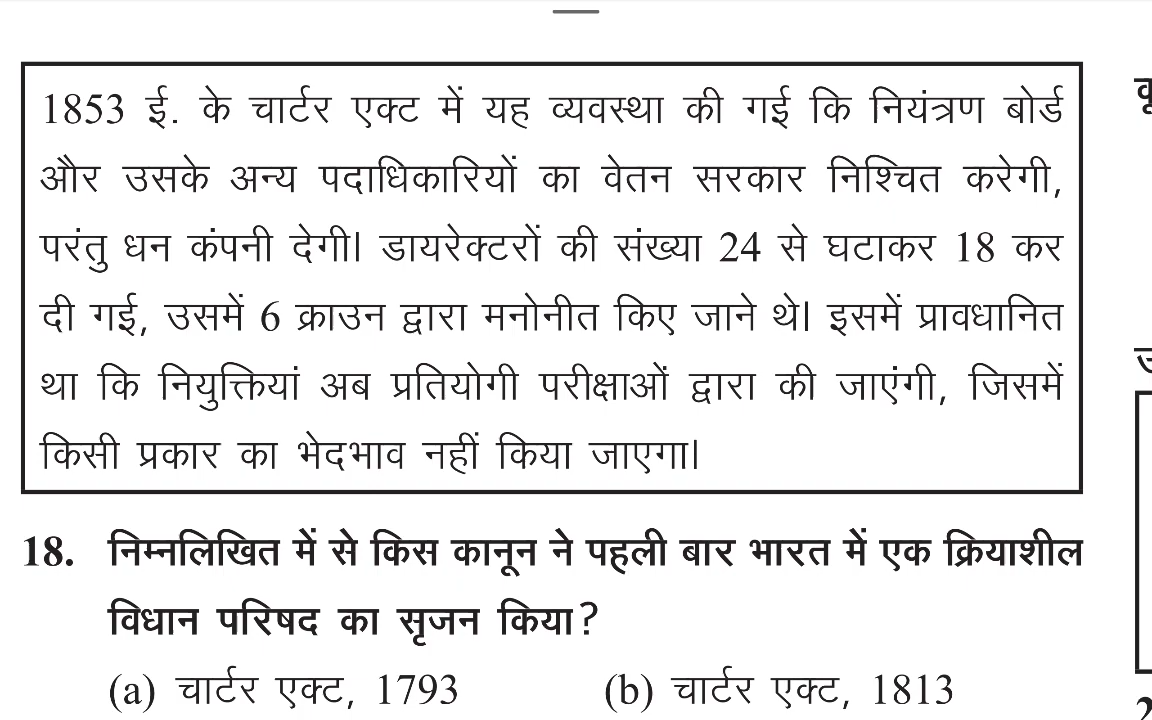 1853 ई. के चार्टर एक्ट में यह व्यवस्था की गई कि नियंत्रण बोर्ड
और उसके अन्य पदाधिकारियों का वेतन सरकार निश्चित करेगी,
परंतु धन कंपनी देगी। डायरेक्टरों की संख्या 24 से घटाकर 18 कर
दी गई, उसमें 6 क्राउन द्वारा मनोनीत किए जाने थे। इसमें प्रावधानित
था कि नियुक्तियां अब प्रतियोगी परीक्षाओं द्वारा की जाएंगी, जिसमें
किसी प्रकार का भेदभाव नहीं किया जाएगा।
18. निम्नलिखित में से किस कानून ने पहली बार भारत में एक क्रियाशील
विधान परिषद का सृजन किया?
(a) चार्टर एक्ट, 1793 (b) चार्टर एक्ट, 1813